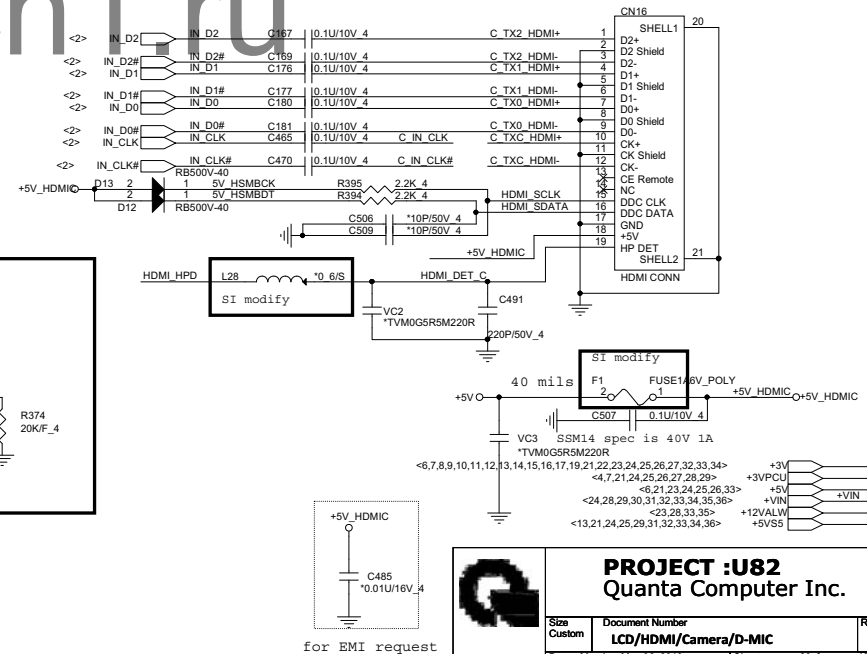 en1.ru
CN16
<2> IN_D2 IN_D2 C167 0.1U/10V_4 C_TX2_HDMI+ 1 D2+ SHELL1 20
2 D2 Shield
<2> IN_D2# IN_D2# C169 0.1U/10V_4 C_TX2_HDMI- 3 D2-
<2> IN_D1 IN_D1 C176 0.1U/10V_4 C_TX1_HDMI+ 4 D1+
5 D1 Shield
<2> IN_D1# IN_D1# C177 0.1U/10V_4 C_TX1_HDMI- 6 D1-
<2> IN_D0 IN_D0 C180 0.1U/10V_4 C_TX0_HDMI+ 7 D0+
8 D0 Shield
<2> IN_D0# IN_D0# C181 0.1U/10V_4 C_TX0_HDMI- 9 D0-
<2> IN_CLK IN_CLK C465 0.1U/10V_4 C_IN_CLK C_TXC_HDMI+ 10 CK+
11 CK Shield
<2> IN_CLK# IN_CLK# C470 0.1U/10V_4 C_IN_CLK# C_TXC_HDMI- 12 CK-
RB500V-40 13 CE Remote
+5V_HDMIC D13 2 1 5V_HSMBCK R395 2.2K_4 NC
2 1 5V_HSMBDT R394 2.2K_4 HDMI_SCLK 15 DDC CLK
D12 RB500V-40 HDMI_SDATA 16 DDC DATA
C506 *10P/50V_4 17 GND
C509 *10P/50V_4 18 +5V
+5V_HDMIC 19 HP DET
SHELL2 21
HDMI CONN
HDMI_HPD L28 *0_6/S HDMI_DET_C
SI modify
C491
VC2
*TVM0G5R5M220R
220P/50V_4
SI modify
40 mils F1 FUSE1A6V_POLY
+5V 2 1 +5V_HDMIC +5V_HDMIC
C507 0.1U/10V_4
R374
20K/F_4
VC3 SSM14 spec is 40V 1A
*TVM0G5R5M220R
<6,7,8,9,10,11,12,13,14,15,16,17,19,21,22,23,24,25,26,27,32,33,34> +3V
<4,7,21,24,25,26,27,28,29> +3VPCU
<6,21,23,24,25,26,33> +5V
<24,28,29,30,31,32,33,34,35,36> +VIN +VIN
<23,28,33,35> +12VALW
<13,21,24,25,29,31,32,33,34,36> +5VS5
+5V_HDMIC
C485
*0.01U/16V_4
for EMI request
PROJECT :U82
Quanta Computer Inc.
Size Document Number R
Custom LCD/HDMI/Camera/D-MIC